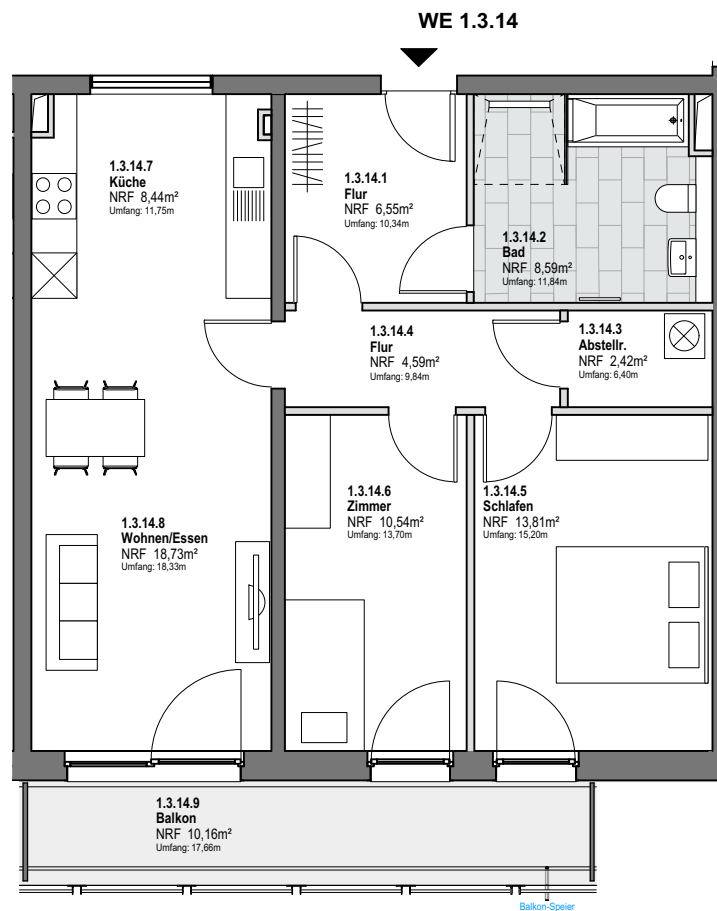 WE 1.3.14
1.3.14.7
Küche
NRF 8,44m²
Umfang: 11,75m
1.3.14.1
Flur
NRF 6,55m²
Umfang: 10,34m
1.3.14.2
Bad
NRF 8,59m²
Umfang: 11,84m
1.3.14.4
Flur
NRF 4,59m²
Umfang: 9,84m
1.3.14.3
Abstellr.
NRF 2,42m²
Umfang: 6,40m
1.3.14.8
Wohnen/Essen
NRF 18,73m²
Umfang: 18,33m
1.3.14.6
Zimmer
NRF 10,54m²
Umfang: 13,70m
1.3.14.5
Schlafen
NRF 13,81m²
Umfang: 15,20m
1.3.14.9
Balkon
NRF 10,16m²
Umfang: 17,66m
Balkon-Speier